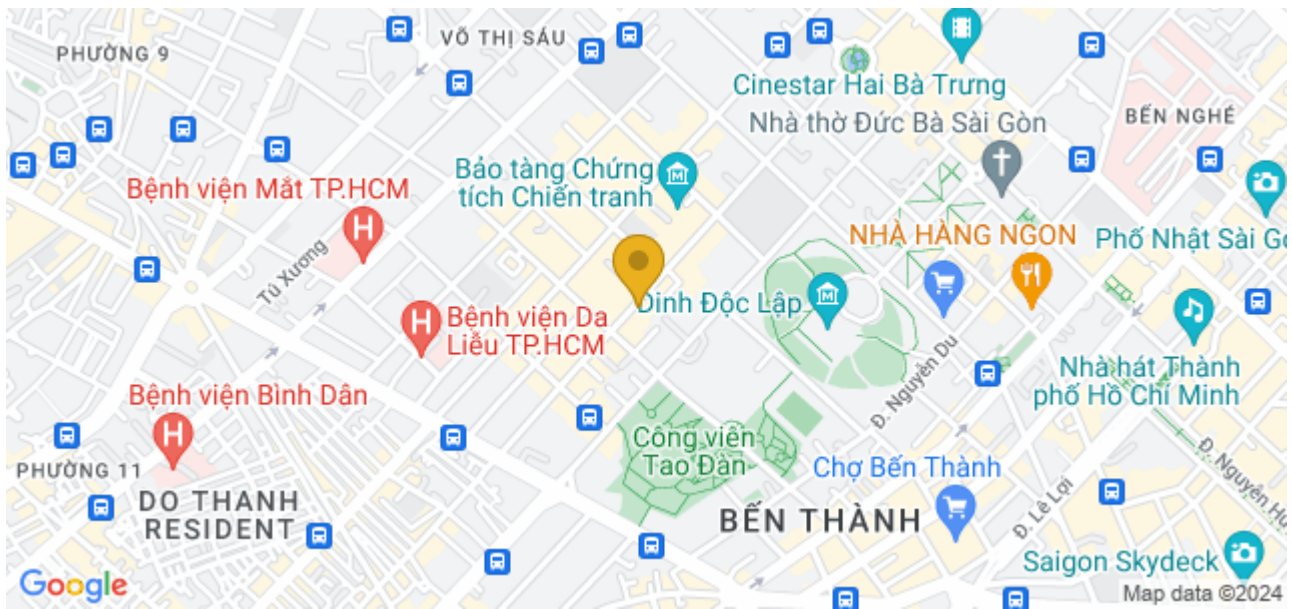 VÕ THỊ SÁU
PHƯỜNG 9
Cinestar Hai Bà Trưng
Nhà thờ Đức Bà Sài Gòn
BẾN NGHÉ
Bảo tàng Chứng
tích Chiến tranh
Bệnh viện Mắt TP.HCM
NHÀ HÀNG NGON
Phố Nhật Sài Gò
Tú Xương
Dinh Độc Lập
Bệnh viện Da
Liễu TP.HCM
Đ. Nguyễn Du
Nhà hát Thành
phố Hồ Chí Minh
Bệnh viện Bình Dân
Công viên
Tao Đàn
Chợ Bến Thành
PHƯỜNG 11
DO THANH
RESIDENT
BẾN THÀNH
Đ. Lê Lợi
Đ. Nguyễn Hu
Saigon Skydeck
Google
Map data ©2024